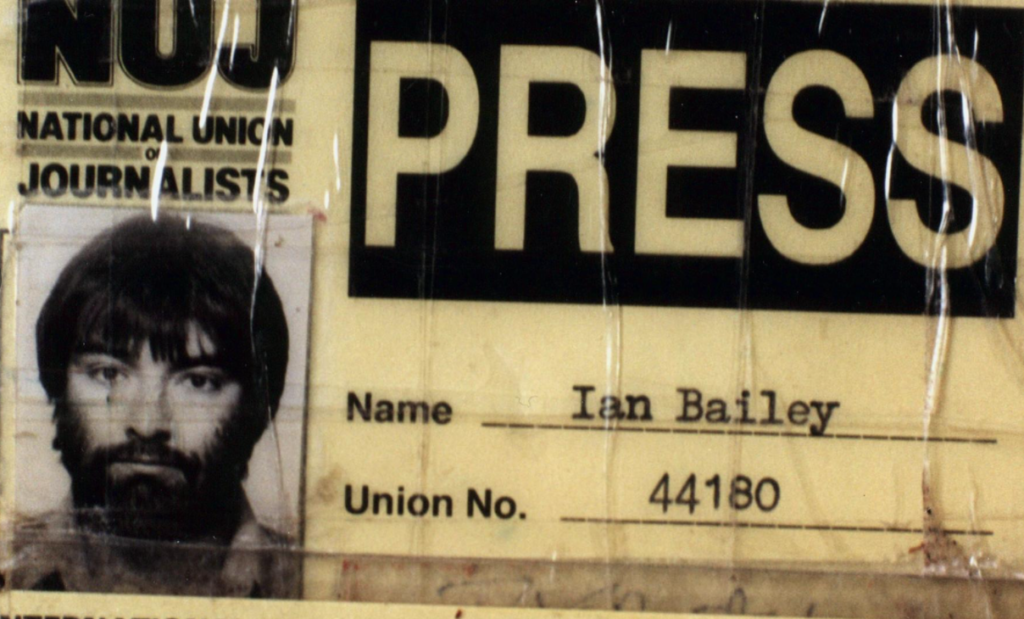 NUJ
NATIONAL UNION
OF
JOURNALISTS
PRESS
Name Ian Bailey
Union No. 44180